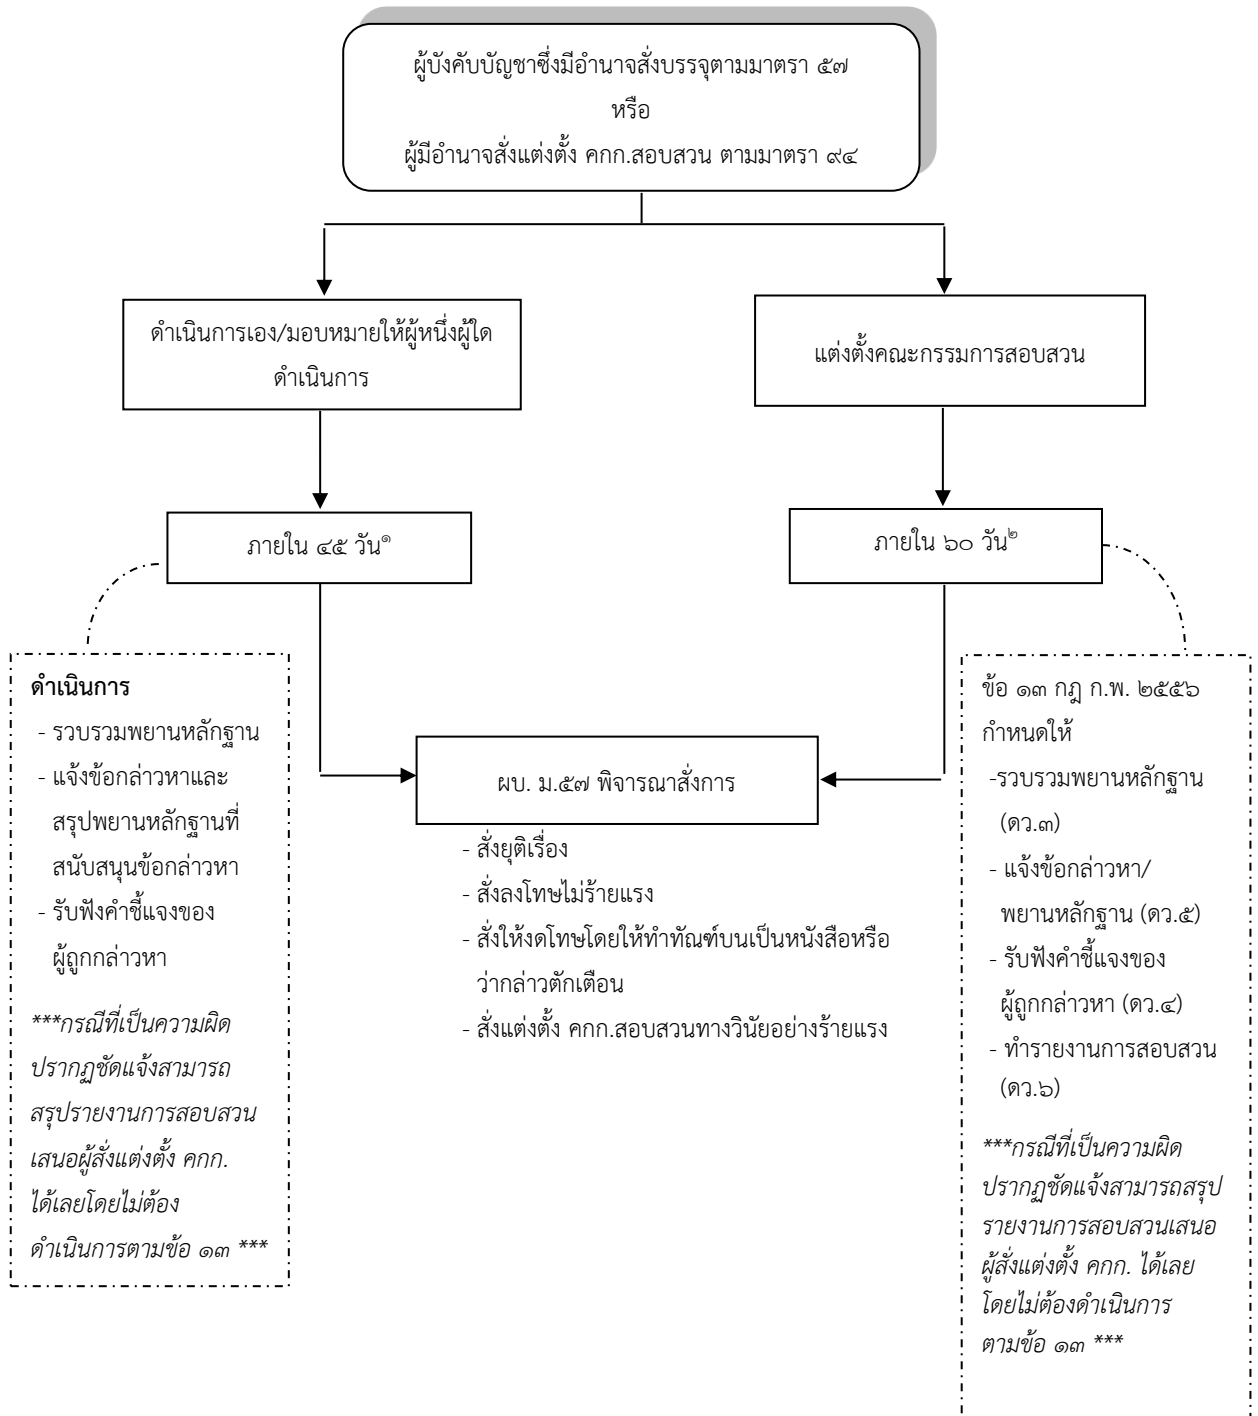 ผู้บังคับบัญชาซึ่งมีอำนาจสั่งบรรจุตามมาตรา ๕๗
หรือ
ผู้มีอำนาจสั่งแต่งตั้ง คกก.สอบสวน ตามมาตรา ๙๔
ดำเนินการเอง/มอบหมายให้ผู้หนึ่งผู้ใด
ดำเนินการ
แต่งตั้งคณะกรรมการสอบสวน
ภายใน ๔๕ วัน๑
ภายใน ๖๐ วัน๒
ดำเนินการ
- รวบรวมพยานหลักฐาน
- แจ้งข้อกล่าวหาและ
สรุปพยานหลักฐานที่
สนับสนุนข้อกล่าวหา
- รับฟังคำชี้แจงของ
ผู้ถูกกล่าวหา
***กรณีที่เป็นความผิด
ปรากฏชัดแจ้งสามารถ
สรุปรายงานการสอบสวน
เสนอผู้สั่งแต่งตั้ง คกก.
ได้เลยโดยไม่ต้อง
ดำเนินการตามข้อ ๑๓ ***
ผบ. ม.๕๗ พิจารณาสั่งการ
- สั่งยุติเรื่อง
- สั่งลงโทษไม่ร้ายแรง
- สั่งให้งดโทษโดยให้ทำทัณฑ์บนเป็นหนังสือหรือ
ว่ากล่าวตักเตือน
- สั่งแต่งตั้ง คกก.สอบสวนทางวินัยอย่างร้ายแรง
ข้อ ๑๓ กฎ ก.พ. ๒๕๕๖
กำหนดให้
-รวบรวมพยานหลักฐาน
(ดว.๓)
- แจ้งข้อกล่าวหา/
พยานหลักฐาน (ดว.๕)
- รับฟังคำชี้แจงของ
ผู้ถูกกล่าวหา (ดว.๔)
- ทำรายงานการสอบสวน
(ดว.๖)
***กรณีที่เป็นความผิด
ปรากฏชัดแจ้งสามารถสรุป
รายงานการสอบสวนเสนอ
ผู้สั่งแต่งตั้ง คกก. ได้เลย
โดยไม่ต้องดำเนินการ
ตามข้อ ๑๓ ***